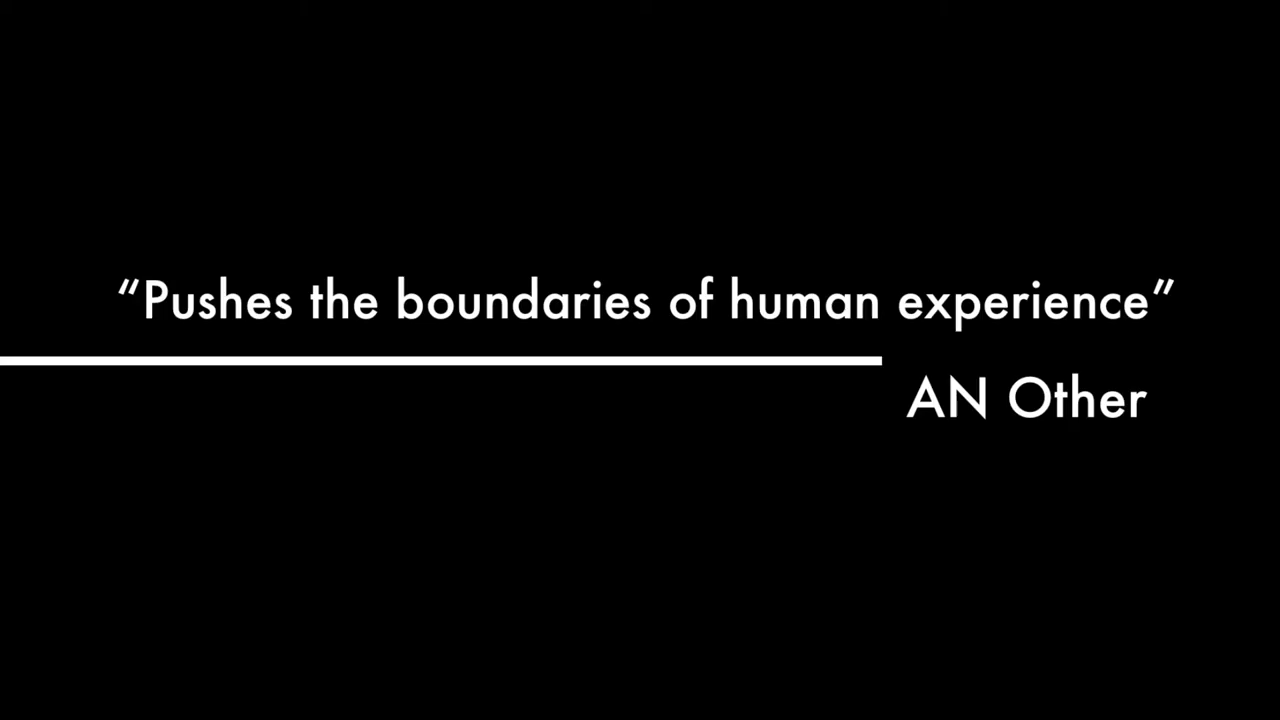 “Pushes the boundaries of human experience”
AN Other